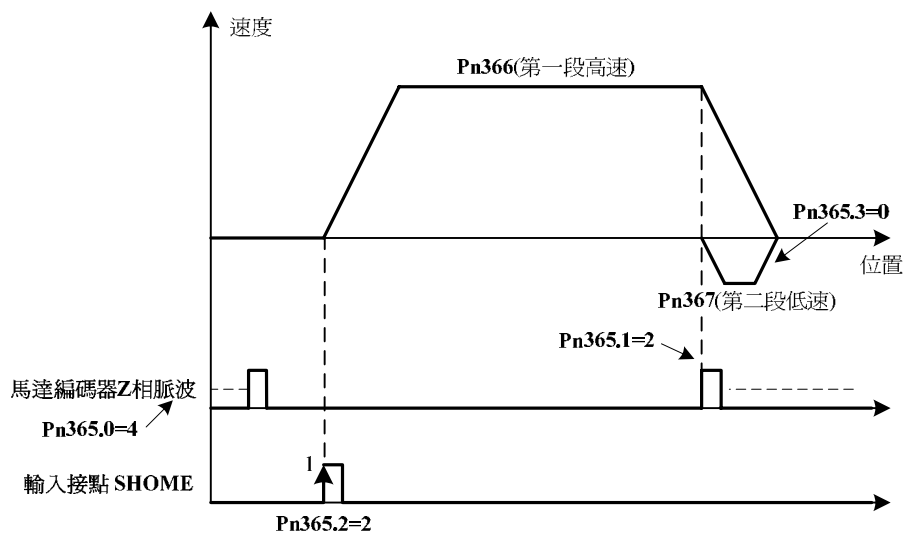 速度
Pn366(第一段高速)
Pn365.3=0
位置
Pn367(第二段低速)
Pn365.1=2
馬達編碼器Z相脈波
Pn365.0=4
1
輸入接點 SHOME
Pn365.2=2